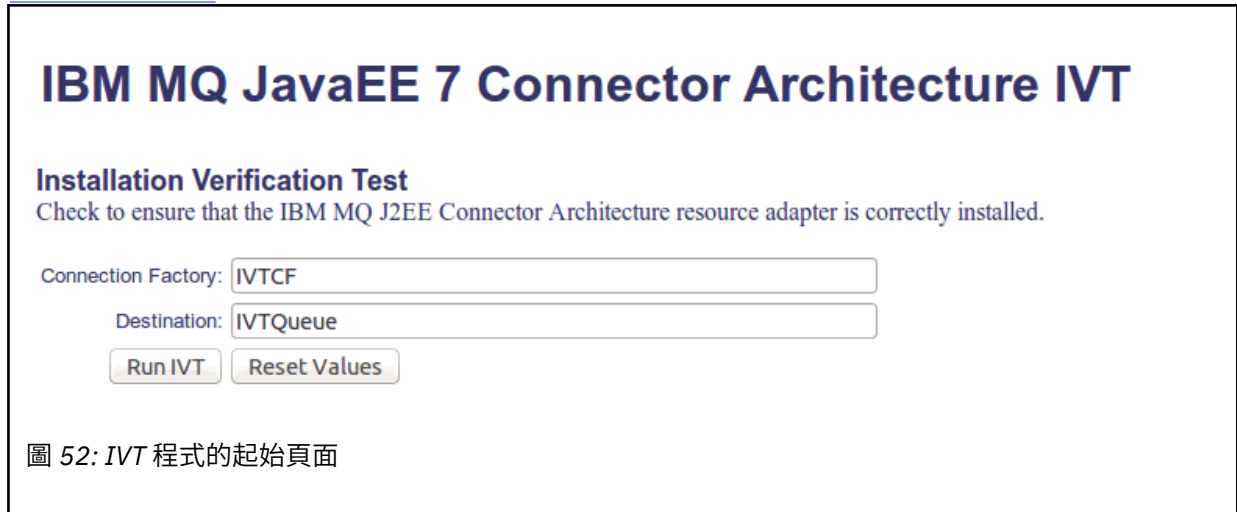 IBM MQ JavaEE 7 Connector Architecture IVT
Installation Verification Test
Check to ensure that the IBM MQ J2EE Connector Architecture resource adapter is correctly installed.
Connection Factory: IVTCF
Destination: IVTQueue
Run IVT Reset Values
圖 52: IVT 程式的起始頁面